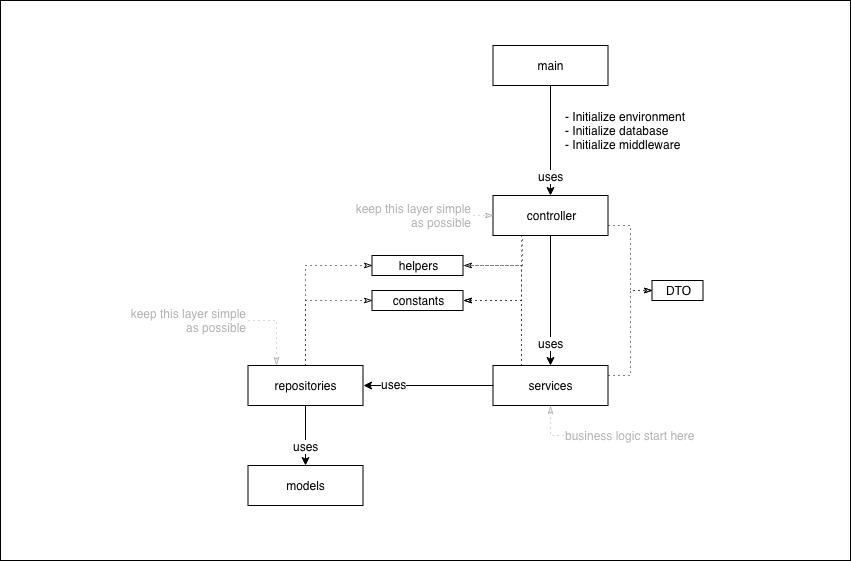 main
- Initialize environment
- Initialize database
- Initialize middleware
uses
keep this layer simple
as possible
controller
helpers
constants
DTO
keep this layer simple
as possible
uses
repositories
uses
services
business logic start here
uses
models